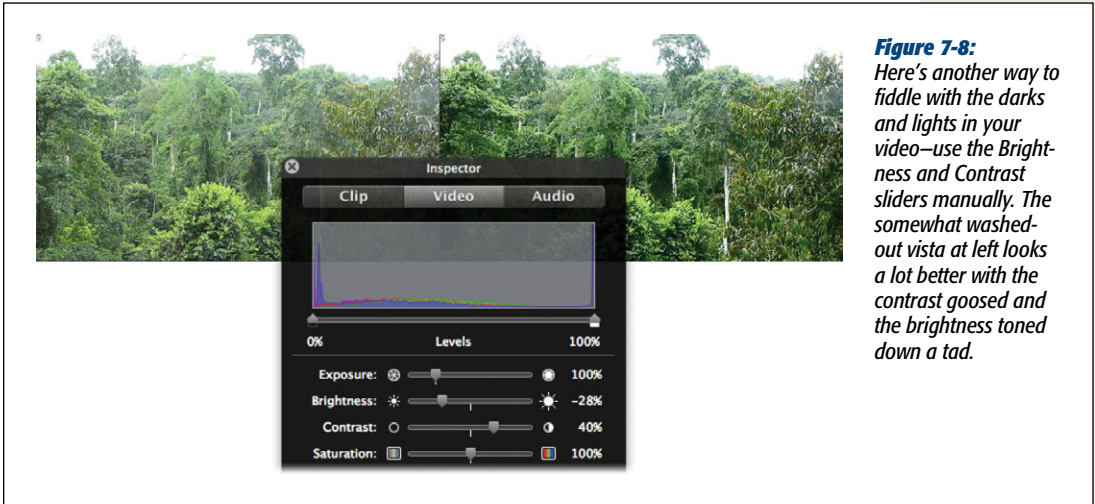 Inspector
Clip Video Audio
0% Levels 100%
Exposure: 100%
Brightness: -28%
Contrast: 40%
Saturation: 100%
Figure 7-8:
Here's another way to
fiddle with the darks
and lights in your
video—use the Bright-
ness and Contrast
sliders manually. The
somewhat washed-
out vista at left looks
a lot better with the
contrast goosed and
the brightness toned
down a tad.